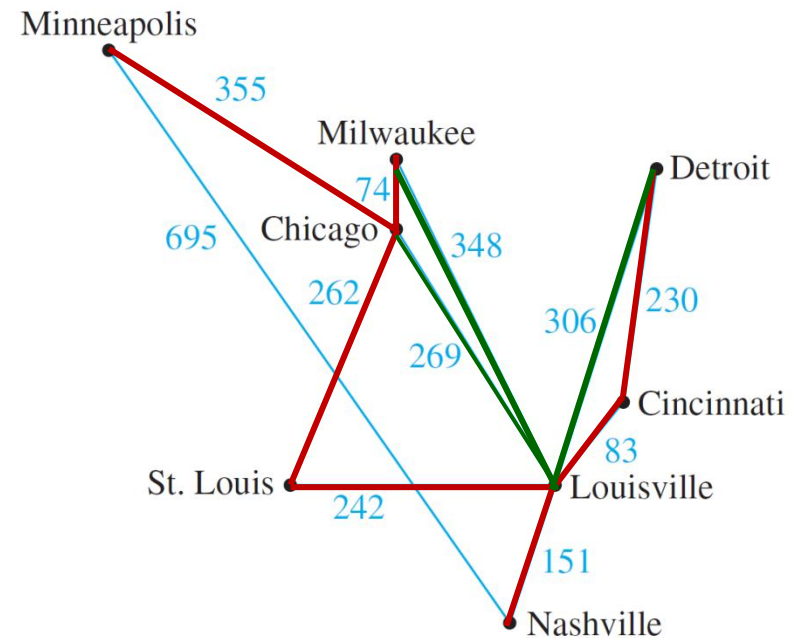 Minneapolis
355
Milwaukee
Detroit
74
Chicago
695
348
262
230
306
269
Cincinnati
83
St. Louis
Louisville
242
151
Nashville